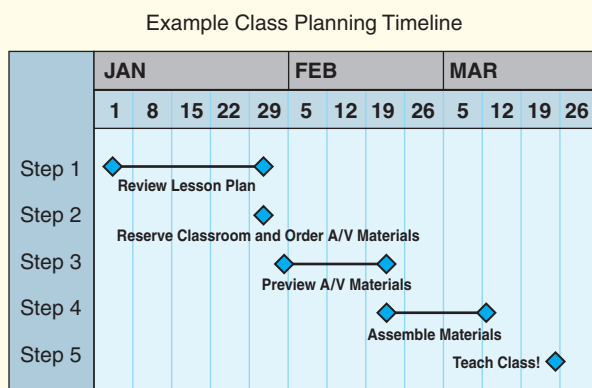 Example Class Planning Timeline
JAN FEB MAR
1 8 15 22 29 5 12 19 26 5 12 19 26
Step 1
Review Lesson Plan
Step 2
Reserve Classroom and Order A/V Materials
Step 3
Preview A/V Materials
Step 4
Assemble Materials
Step 5 Teach Class!